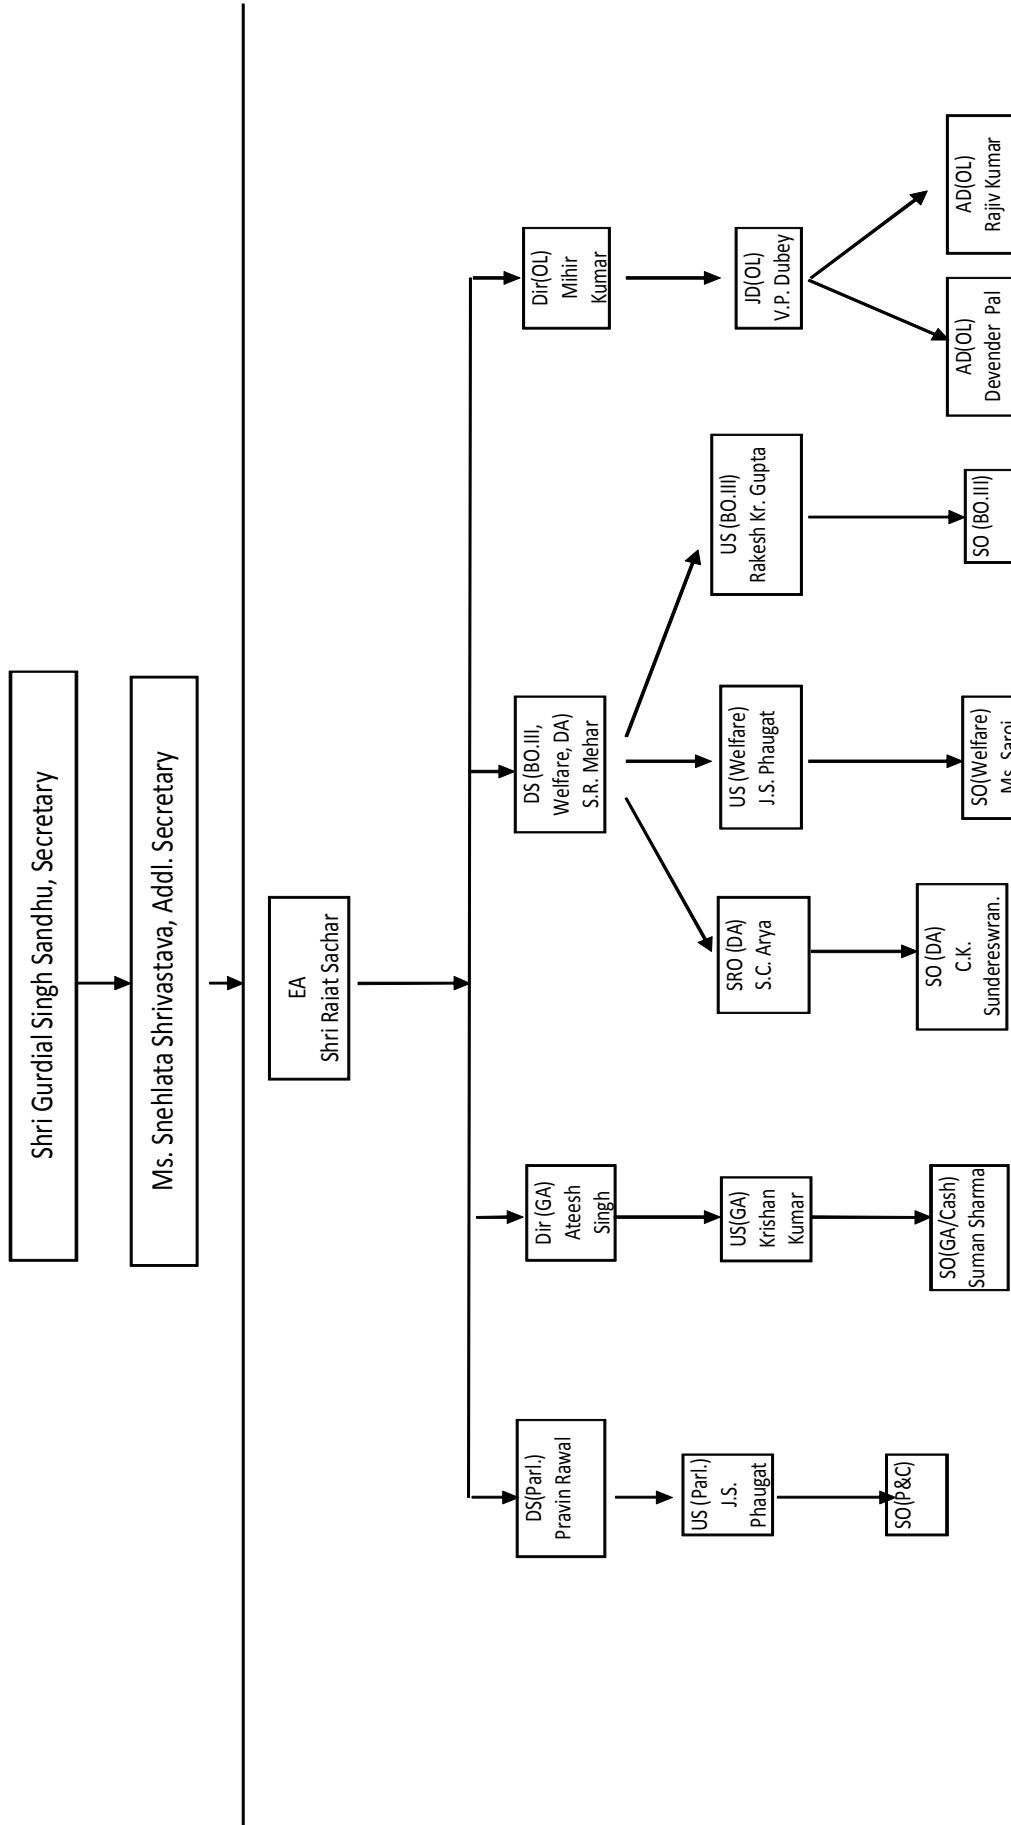 Shri Gurdial Singh Sandhu, Secretary
Ms. Snehlata Shrivastava, Addl. Secretary
EA
Shri Rajat Sachar
DS(Parl.)
Pravin Rawal
Dir (GA)
Ateesh
Singh
DS (BO.III,
Welfare, DA)
S.R. Mehar
Dir(OL)
Mihir
Kumar
US (Parl.)
J.S.
Phaugat
US(GA)
Krishan
Kumar
SRO (DA)
S.C. Arya
US (Welfare)
J.S. Phaugat
US (BO.III)
Rakesh Kr. Gupta
JD(OL)
V.P. Dubey
SO(P&C)
SO(GA/Cash)
Suman Sharma
SO (DA)
C.K.
Sundereswran.
SO(Welfare)
Ms. Saroj
SO (BO.III)
AD(OL)
Devender Pal
AD(OL)
Rajiv Kumar